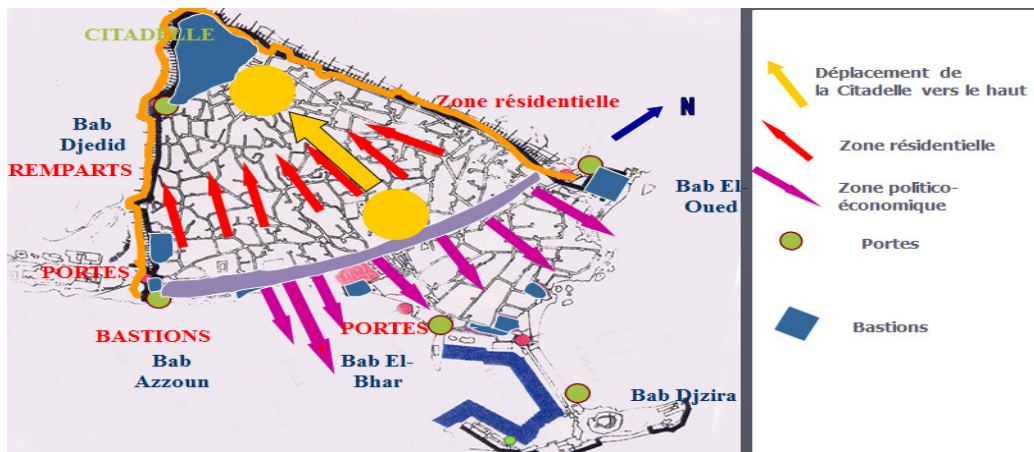 CITADELLE
Zone résidentielle
N
Bab
Djedid
REMPARTS
Bab El-
Oued
PORTES
BASTIONS
PORTES
Bab
Azzoun
Bab El-
Bhar
Bab Djzira
Déplacement de
la Citadelle vers le haut
Zone résidentielle
Zone politico-
économique
Portes
Bastions